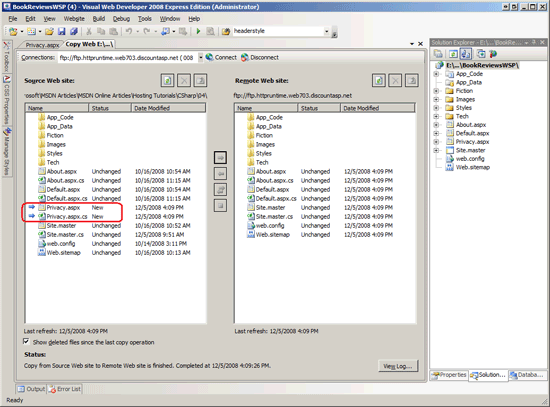 BookReviewsWSP (4) - Visual Web Developer 2008 Express Edition (Administrator)
File Edit View Website Build Debug Tools Window Help
headerstyle
Privacy.aspx Copy Web E:\...\
Connections: ftp://ftp.httpruntime.web703.discountasp.net ( 008 Connect Disconnect
Source Web site:
rosoft\MSDN Articles\MSDN Online Articles\Hosting Tutorials\CSharp\04\
Name Status Date Modified
App_Code
App_Data
Fiction
Images
Styles
Tech
About.aspx Unchanged 10/16/2008 10:54 AM
About.aspx.cs Unchanged 10/16/2008 11:15 AM
Default.aspx Unchanged 10/16/2008 10:54 AM
Default.aspx.cs Unchanged 10/16/2008 11:15 AM
Privacy.aspx New 12/5/2008 4:09 PM
Privacy.aspx.cs New 12/5/2008 4:09 PM
Site.master Unchanged 10/16/2008 10:52 AM
Site.master.cs Unchanged 12/5/2008 9:51 AM
web.config Unchanged 10/14/2008 3:11 PM
Web.sitemap Unchanged 10/16/2008 10:13 AM
Last refresh: 12/5/2008 4:09 PM
Show deleted files since the last copy operation
Status:
Copy from Source Web site to Remote Web site is finished. Completed at 12/5/2008 4:09:26 PM.
View Log...
Remote Web site:
ftp://ftp.httpruntime.web703.discountasp.net
Name Status Date Modified
App_Code
App_Data
Fiction
Images
Styles
Tech
About.aspx Unchanged 12/5/2008 4:09 PM
About.aspx.cs Unchanged 12/5/2008 4:09 PM
Default.aspx Unchanged 12/5/2008 4:09 PM
Default.aspx.cs Unchanged 12/5/2008 4:09 PM
Site.master Unchanged 12/5/2008 4:09 PM
Site.master.cs Unchanged 12/5/2008 4:09 PM
web.config Unchanged 12/5/2008 4:09 PM
Web.sitemap Unchanged 12/5/2008 4:09 PM
Last refresh: 12/5/2008 4:09 PM
Solution Explorer - E:\...\BookReview
E:\...\BookReviewsWSP\
App_Code
App_Data
Fiction
Images
Styles
Tech
About.aspx
Default.aspx
Privacy.aspx
Site.master
web.config
Web.sitemap
Properties Solution... Databa...
Toolbox
CSS Properties
Manage Styles
Output Error List
Ready